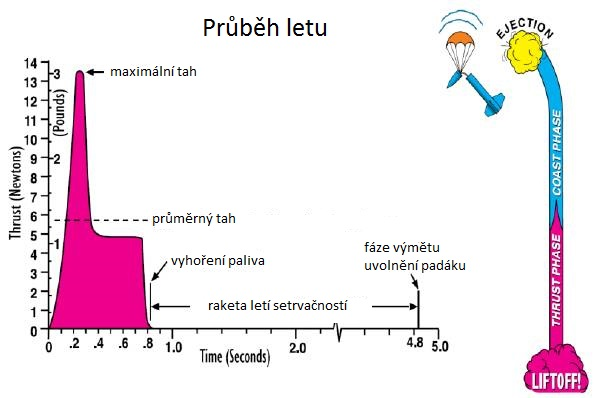 Průběh letu
EJECTION
COAST PHASE
THRUST PHASE
LIFTOFF!
Thrust (Newtons)
14
13
12
11
10
9
8
7
6
5
4
3
2
1
0
(Pounds)
3
2
1
maximální tah
průměrný tah
vyhoření paliva
fáze výmětu
uvolnění padáku
raketa letí setrvačností
0 .2 .4 .6 .8 1.0 2.0 4.8 5.0
Time (Seconds)